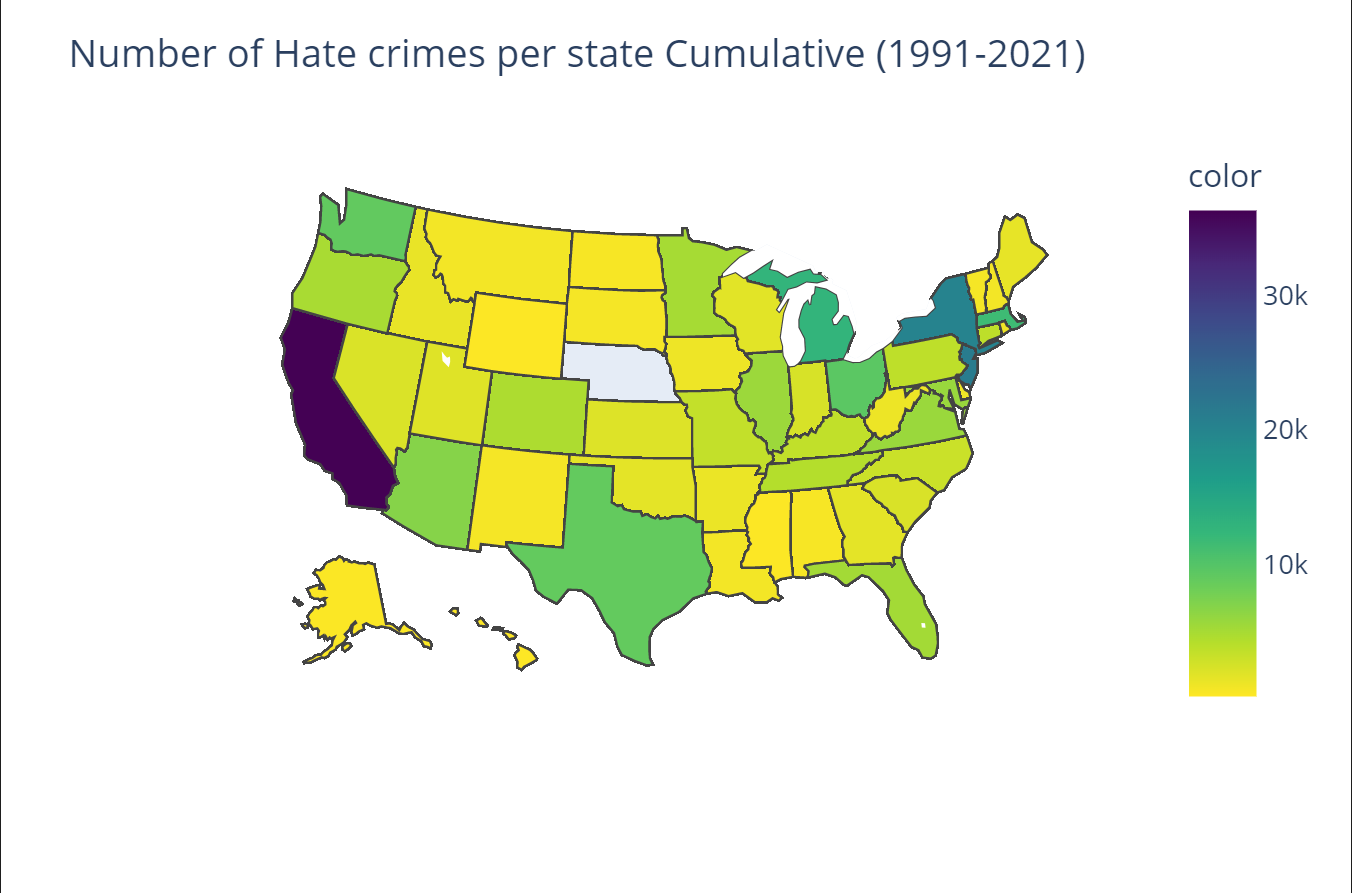 Number of Hate crimes per state Cumulative (1991-2021)
color
30k
20k
10k